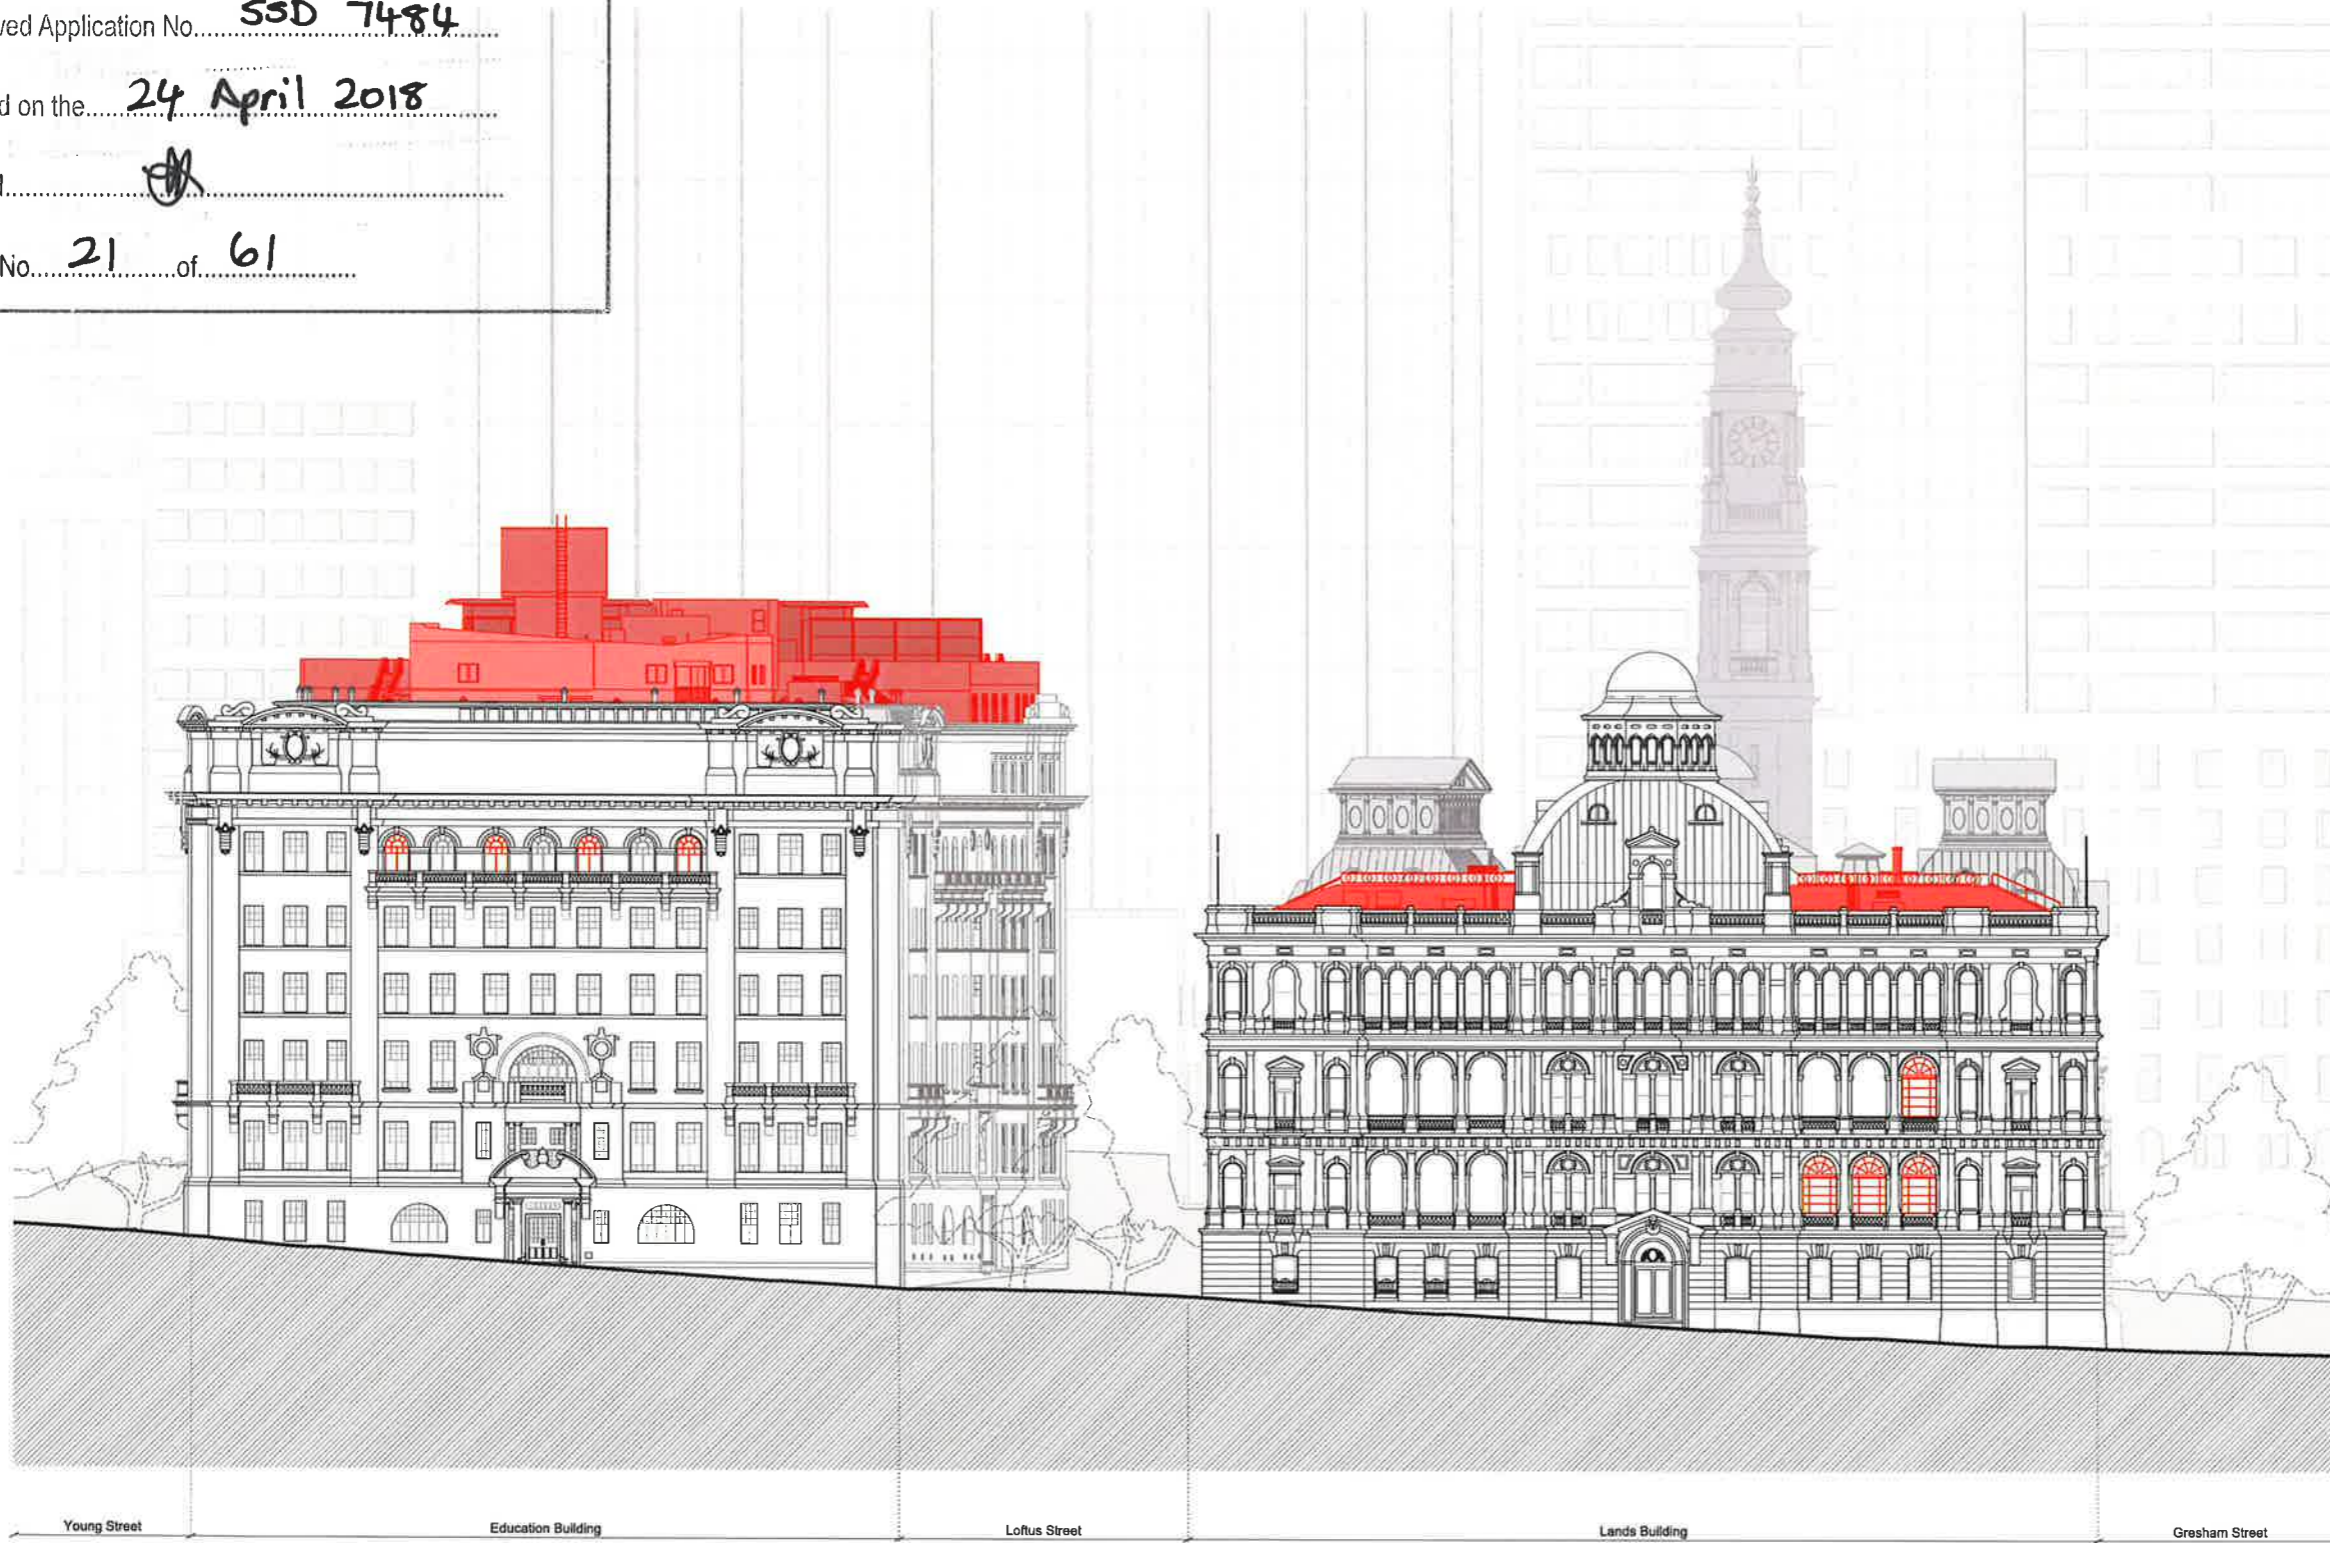 ved Application No. SSD 7484
d on the 24 April 2018
No. 21 of 61
Young Street
Education Building
Loftus Street
Lands Building
Gresham Street